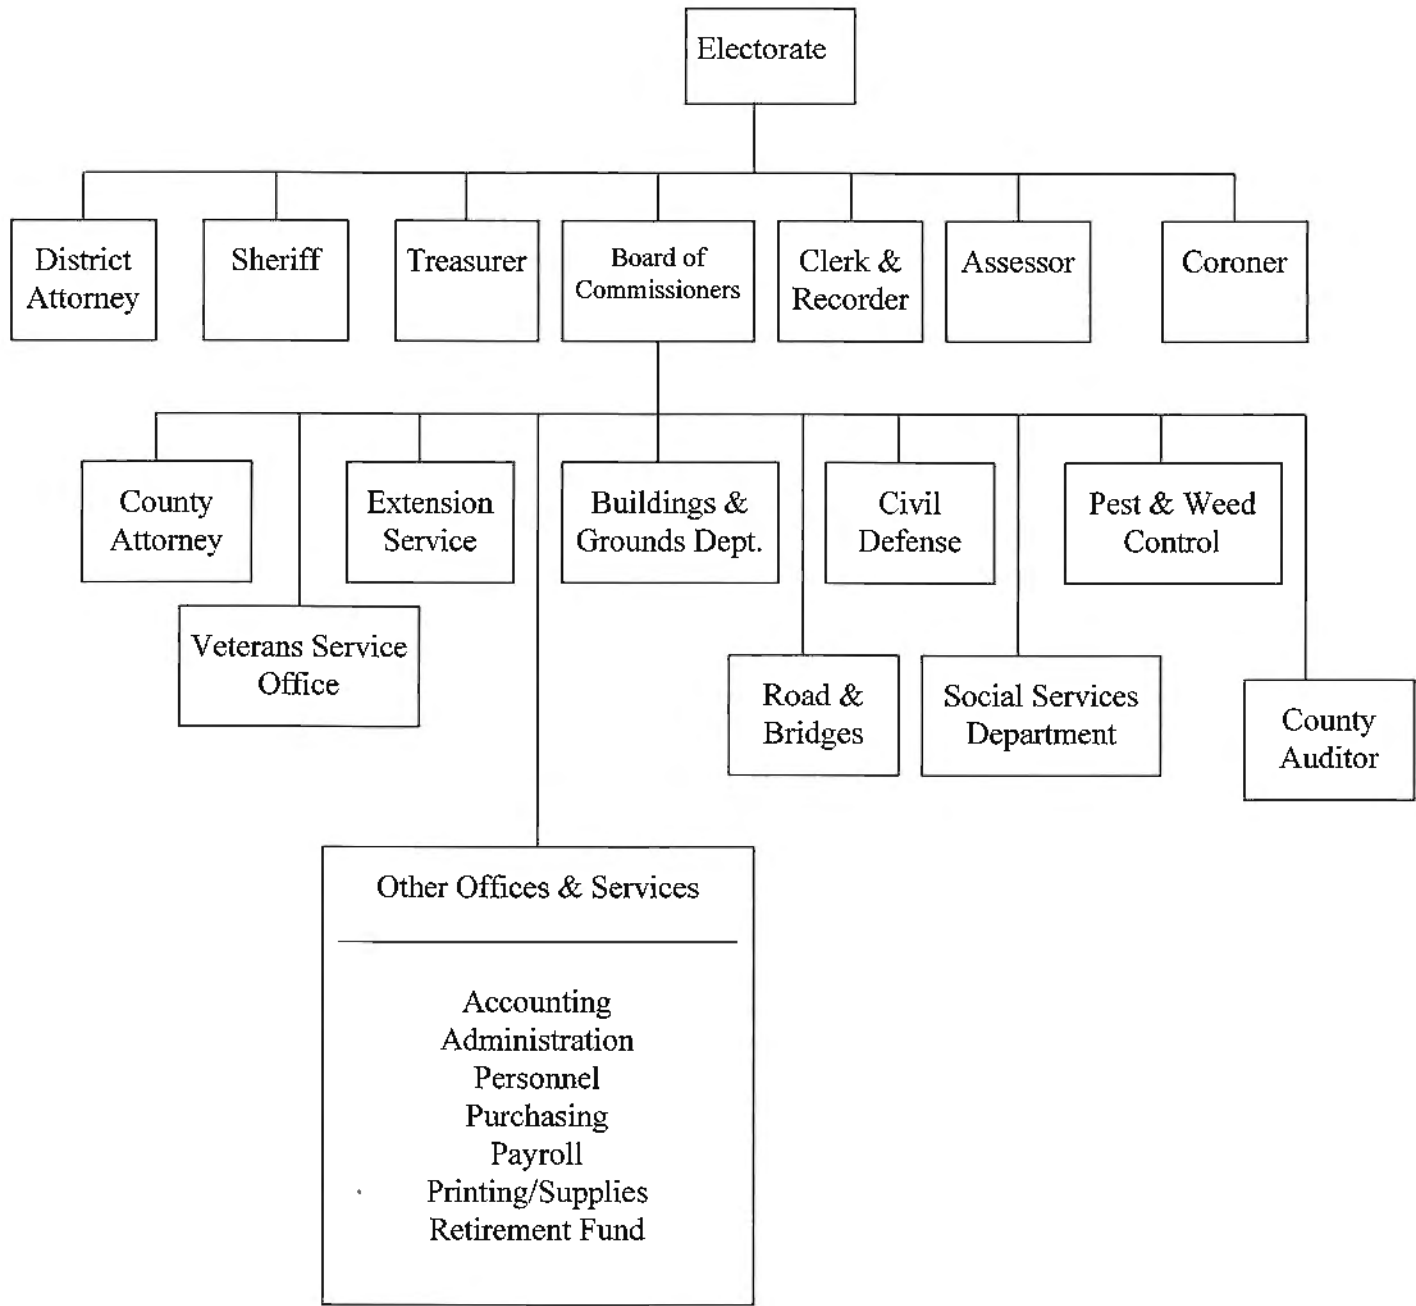 Electorate
District
Attorney
Sheriff
Treasurer
Board of
Commissioners
Clerk &
Recorder
Assessor
Coroner
County
Attorney
Extension
Service
Buildings &
Grounds Dept.
Civil
Defense
Pest & Weed
Control
Veterans Service
Office
Road &
Bridges
Social Services
Department
County
Auditor
Other Offices & Services
Accounting
Administration
Personnel
Purchasing
Payroll
Printing/Supplies
Retirement Fund